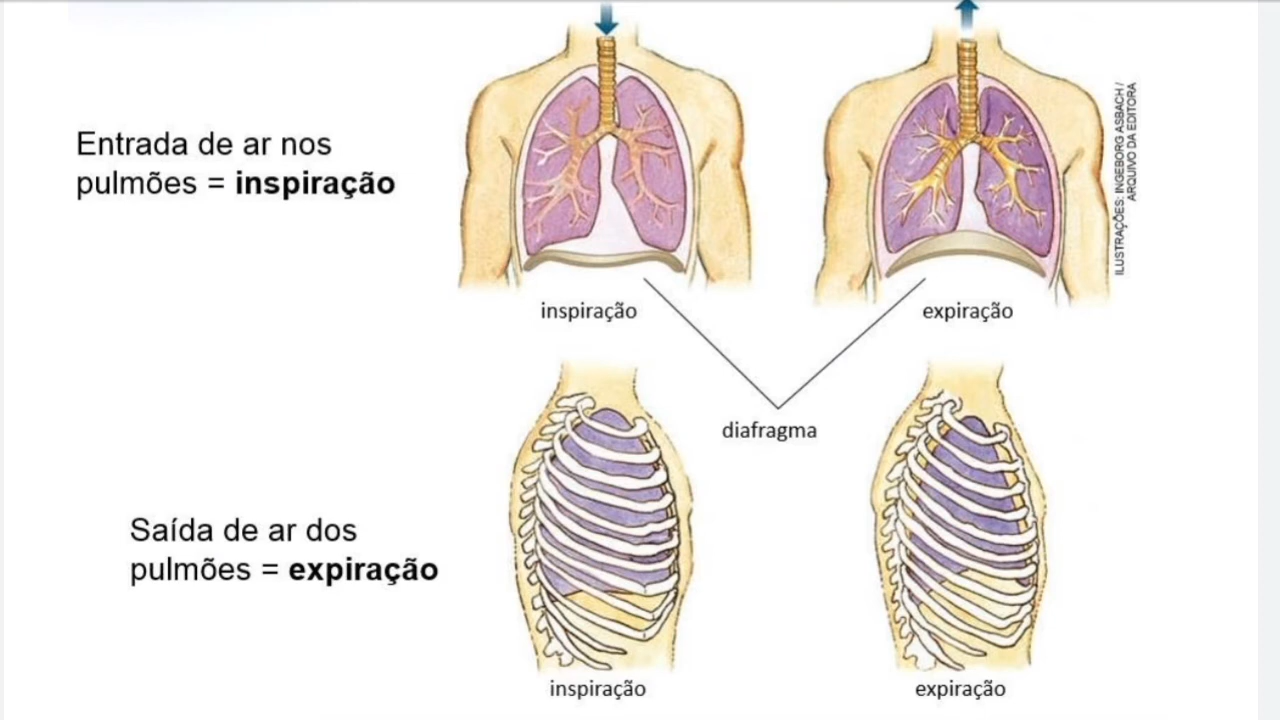 Entrada de ar nos
pulmões = inspiração
ILUSTRAÇÕES: INGEBORG ASBACH /
ARQUIVO DA EDITORA
inspiração
expiração
diafragma
Saída de ar dos
pulmões = expiração
inspiração
expiração